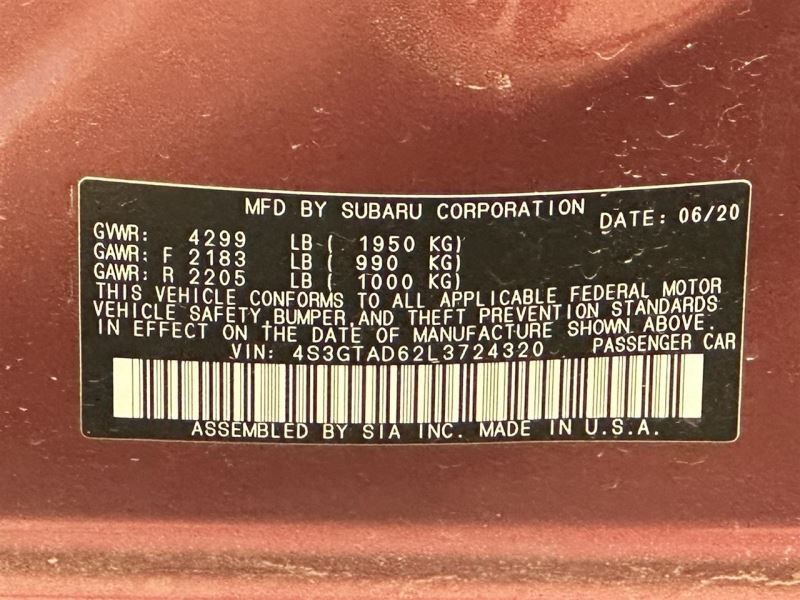 MFD BY SUBARU CORPORATION DATE: 06/20
GVWR: 4299 LB ( 1950 KG)
GAWR: F 2183 LB ( 990 KG)
GAWR: R 2205 LB ( 1000 KG)
THIS VEHICLE CONFORMS TO ALL APPLICABLE FEDERAL MOTOR
VEHICLE SAFETY, BUMPER, AND THEFT PREVENTION STANDARDS
IN EFFECT ON THE DATE OF MANUFACTURE SHOWN ABOVE.
VIN: 4S3GTAD62L3724320 PASSENGER CAR
ASSEMBLED BY SIA INC. MADE IN U.S.A.